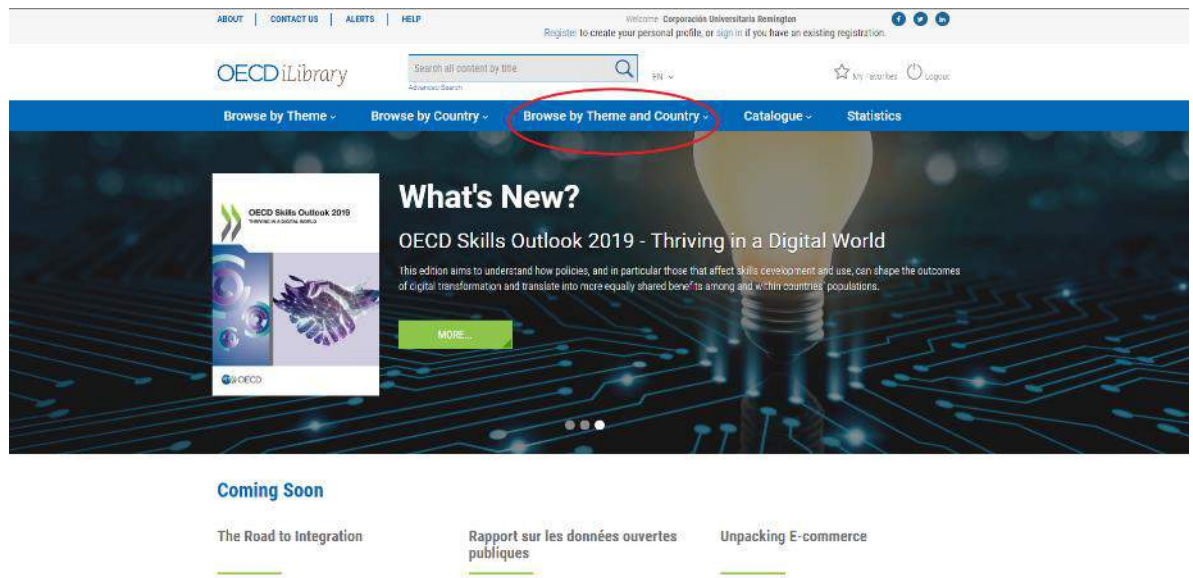 ABOUT | CONTACT US | ALERTS | HELP
Welcome Corporación Universitaria Remington
Register to create your personal profile, or sign in if you have an existing registration.
OECD iLibrary
Search all content by title
Advanced Search
EN
My Favorites
Logout
Browse by Theme
Browse by Country
Browse by Theme and Country
Catalogue
Statistics
OECD Skills Outlook 2019
THRIVING IN A DIGITAL WORLD
OECD
What's New?
OECD Skills Outlook 2019 - Thriving in a Digital World
This edition aims to understand how policies, and in particular those that affect skills development and use, can shape the outcomes
of digital transformation and translate into more equally shared benefits among and within countries' populations.
MORE...
Coming Soon
The Road to Integration
Rapport sur les données ouvertes
publiques
Unpacking E-commerce